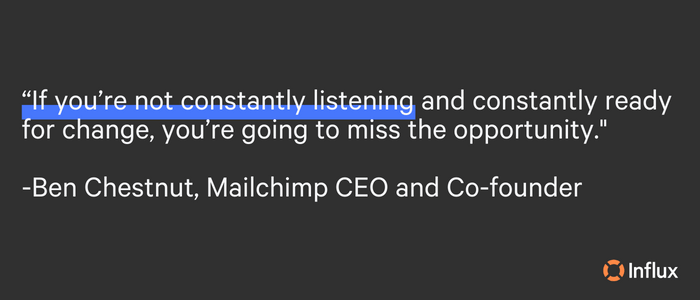 “If you’re not constantly listening and constantly ready
for change, you’re going to miss the opportunity."
-Ben Chestnut, Mailchimp CEO and Co-founder
Influx